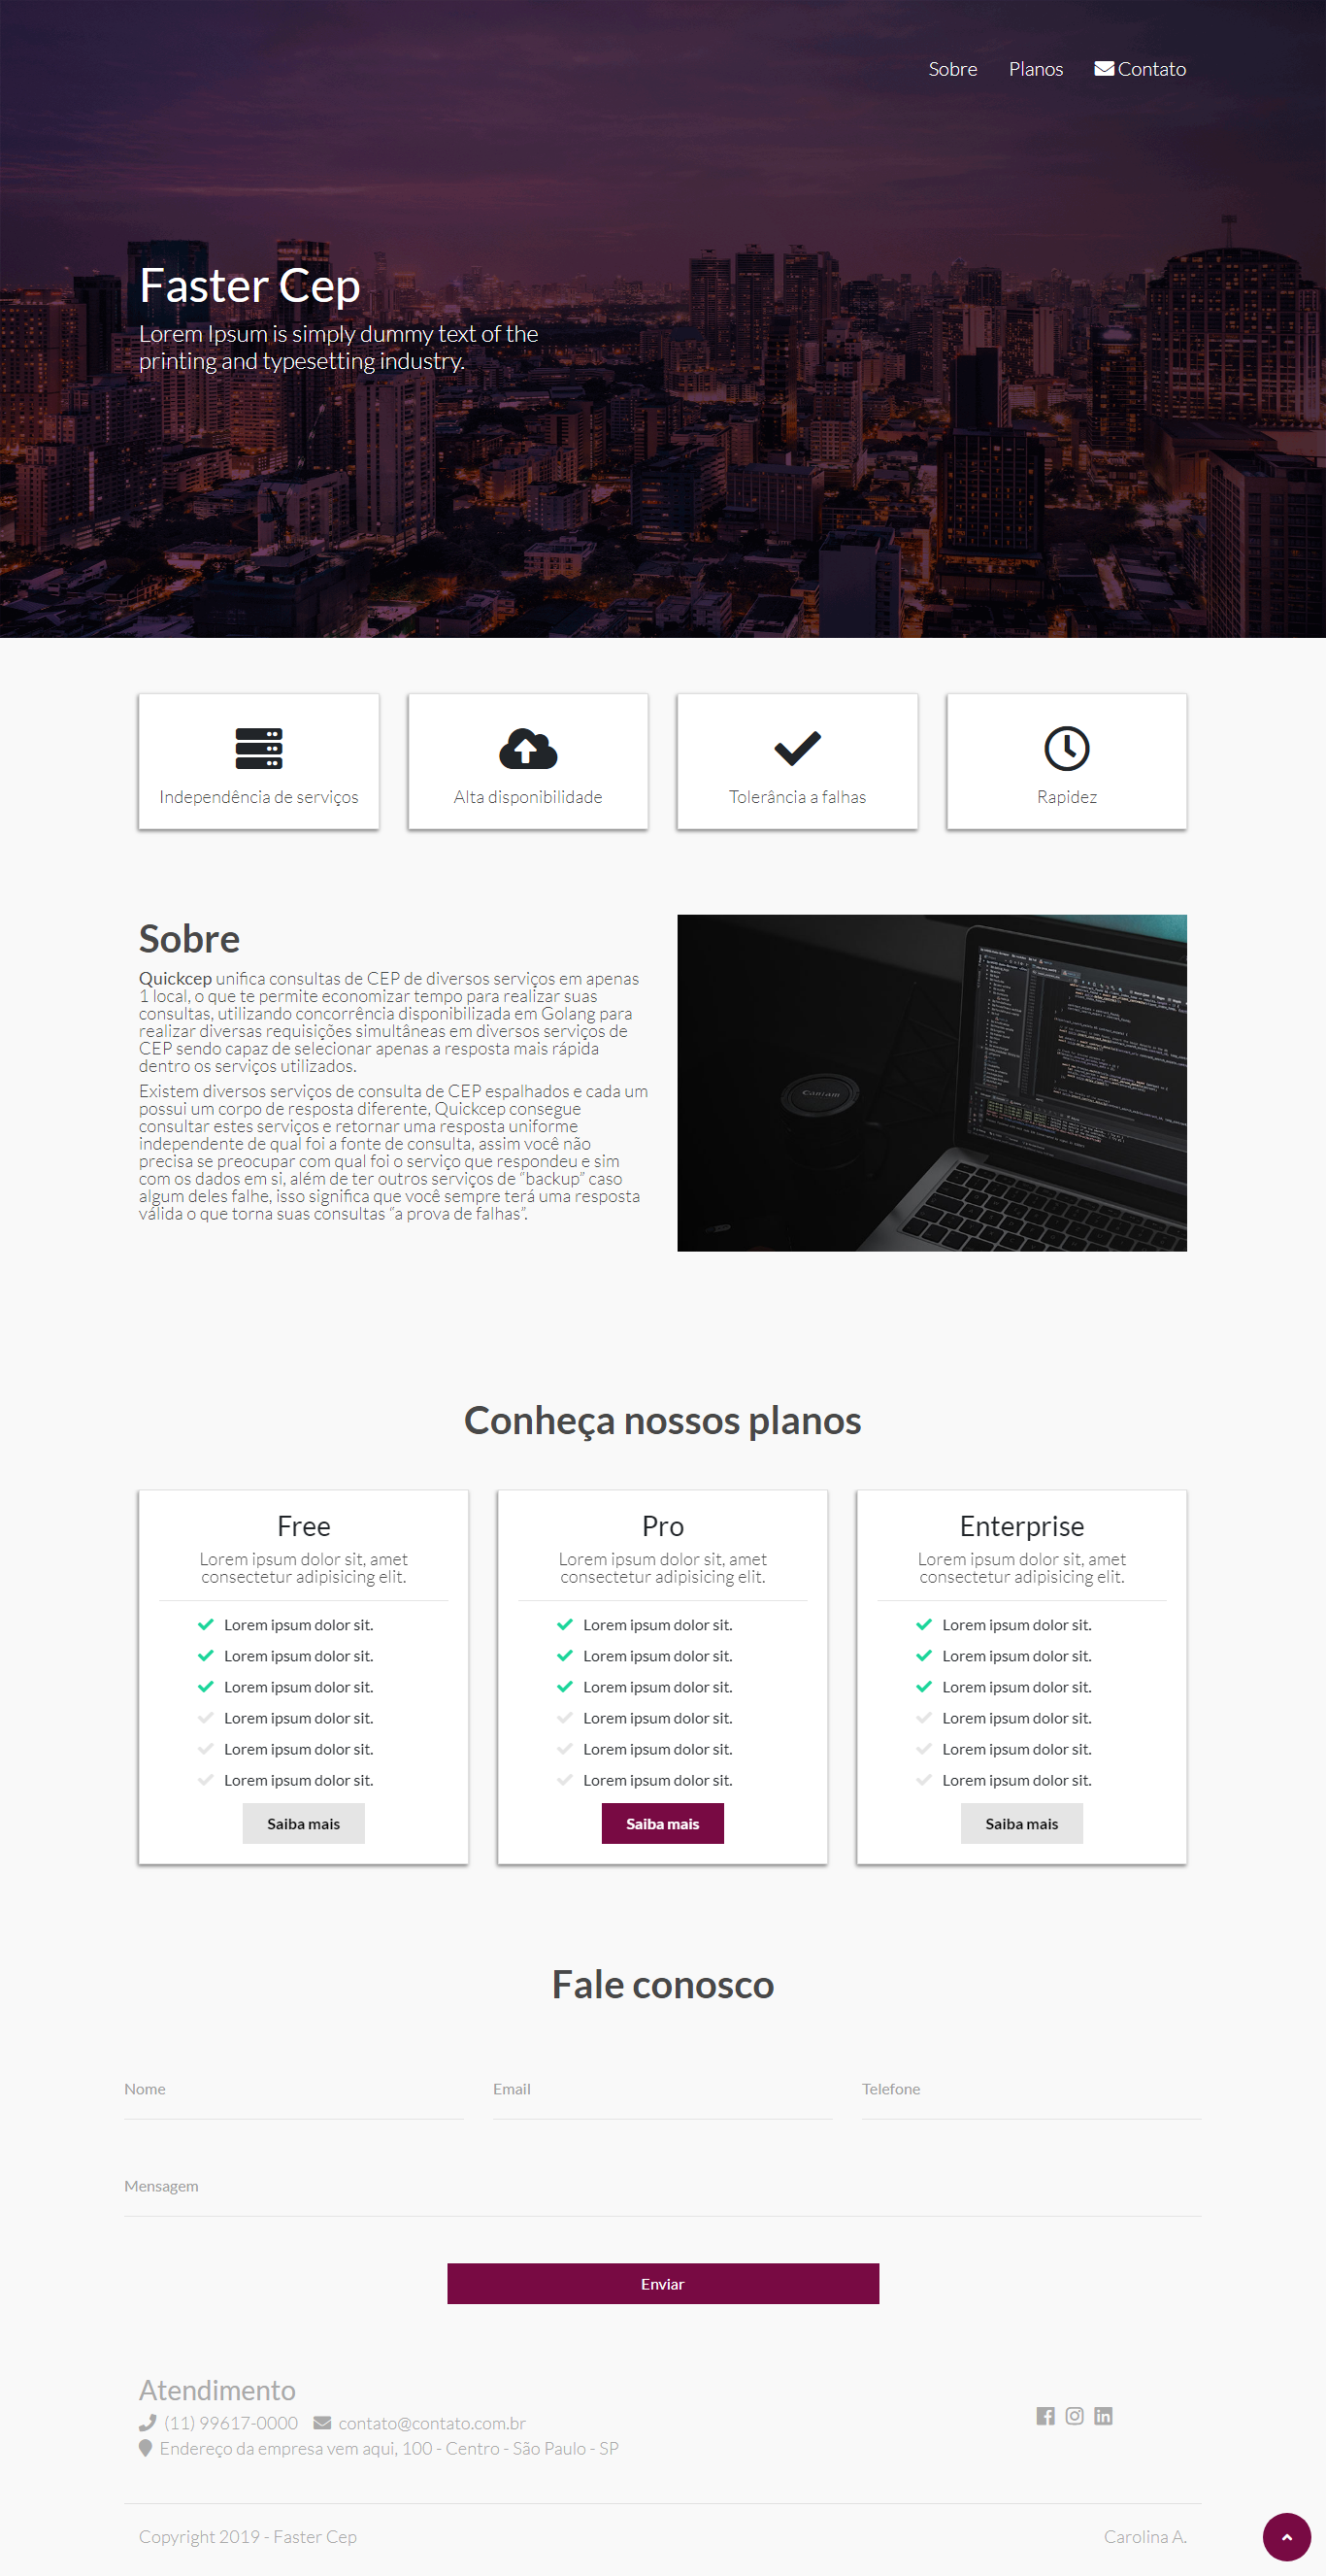 Sobre Planos Contato
Faster Cep
Lorem Ipsum is simply dummy text of the
printing and typesetting industry.
Independência de serviços
Alta disponibilidade
Tolerância a falhas
Rapidez
Sobre
Quickcep unifica consultas de CEP de diversos serviços em apenas
1 local, o que te permite economizar tempo para realizar suas
consultas, utilizando concorrência disponibilizada em Golang para
realizar diversas requisições simultâneas em diversos serviços de
CEP sendo capaz de selecionar apenas a resposta mais rápida
dentro os serviços utilizados.
Existem diversos serviços de consulta de CEP espalhados e cada um
possui um corpo de resposta diferente, Quickcep consegue
consultar estes serviços e retornar uma resposta uniforme
independente de qual foi a fonte de consulta, assim você não
precisa se preocupar com qual foi o serviço que respondeu e sim
com os dados em si, além de ter outros serviços de “backup” caso
algum deles falhe, isso significa que você sempre terá uma resposta
válida o que torna suas consultas “a prova de falhas”.
Conheça nossos planos
Free
Lorem ipsum dolor sit, amet
consectetur adipisicing elit.
Lorem ipsum dolor sit.
Lorem ipsum dolor sit.
Lorem ipsum dolor sit.
Lorem ipsum dolor sit.
Lorem ipsum dolor sit.
Lorem ipsum dolor sit.
Saiba mais
Pro
Lorem ipsum dolor sit, amet
consectetur adipisicing elit.
Lorem ipsum dolor sit.
Lorem ipsum dolor sit.
Lorem ipsum dolor sit.
Lorem ipsum dolor sit.
Lorem ipsum dolor sit.
Lorem ipsum dolor sit.
Saiba mais
Enterprise
Lorem ipsum dolor sit, amet
consectetur adipisicing elit.
Lorem ipsum dolor sit.
Lorem ipsum dolor sit.
Lorem ipsum dolor sit.
Lorem ipsum dolor sit.
Lorem ipsum dolor sit.
Lorem ipsum dolor sit.
Saiba mais
Fale conosco
Nome
Email
Telefone
Mensagem
Enviar
Atendimento
(11) 99617-0000 contato@contato.com.br
Endereço da empresa vem aqui, 100 - Centro - São Paulo - SP
Copyright 2019 - Faster Cep
Carolina A.